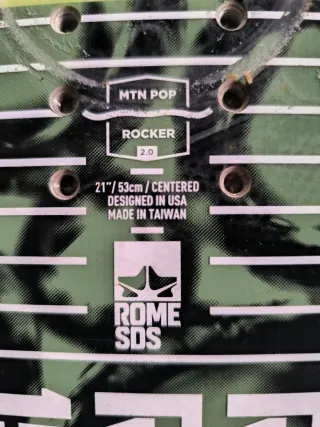 MTN POP
ROCKER
2.0
21"/53cm/CENTERED
DESIGNED IN USA
MADE IN TAIWAN
ROME
SDS